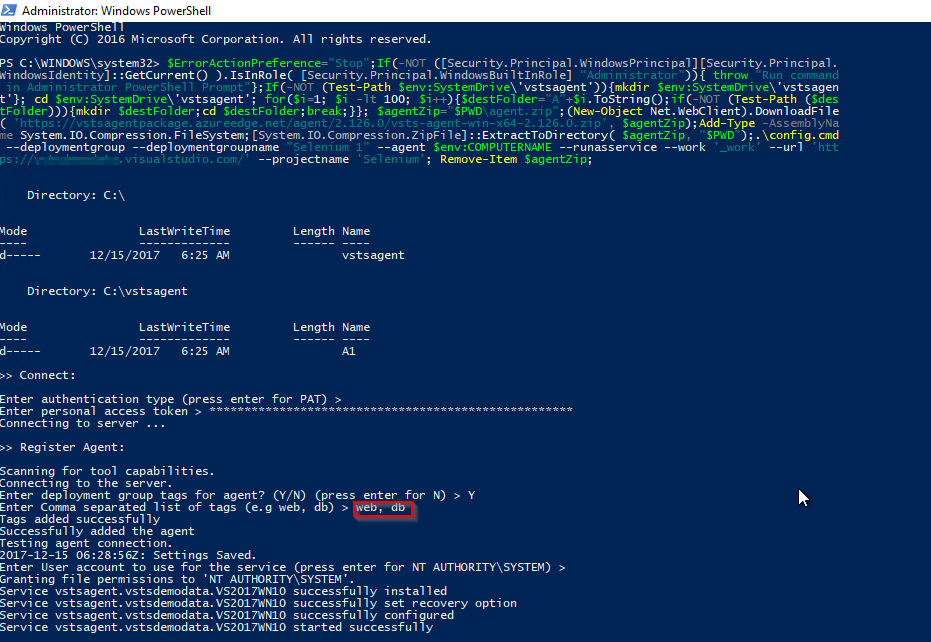 Administrator: Windows PowerShell
Windows PowerShell
Copyright (C) 2016 Microsoft Corporation. All rights reserved.
PS C:\WINDOWS\system32> $ErrorActionPreference="Stop";If(-NOT ([Security.Principal.WindowsPrincipal][Security.Principal.
WindowsIdentity]::GetCurrent() ).IsInRole( [Security.Principal.WindowsBuiltInRole] "Administrator")){ throw "Run command
 in Administrator PowerShell Prompt"};If(-NOT (Test-Path $env:SystemDrive\'vstsagent')){mkdir $env:SystemDrive\'vstsagen
t'}; cd $env:SystemDrive\'vstsagent'; for($i=1; $i -lt 100; $i++){$destFolder="A"+$i.ToString();if(-NOT (Test-Path ($des
tFolder))){mkdir $destFolder;cd $destFolder;break;}}; $agentZip="$PWD\agent.zip";(New-Object Net.WebClient).DownloadFile
( 'https://vstsagentpackage.azureedge.net/agent/2.126.0/vsts-agent-win-x64-2.126.0.zip', $agentZip);Add-Type -AssemblyNa
me System.IO.Compression.FileSystem;[System.IO.Compression.ZipFile]::ExtractToDirectory( $agentZip, "$PWD");.\config.cmd
 --deploymentgroup --deploymentgroupname "Selenium 1" --agent $env:COMPUTERNAME --runasservice --work '_work' --url 'htt
ps://.visualstudio.com/' --projectname 'Selenium'; Remove-Item $agentZip;
Directory: C:\
Mode LastWriteTime Length Name
---- ------------- ------ ----
d----- 12/15/2017 6:25 AM vstsagent
Directory: C:\vstsagent
Mode LastWriteTime Length Name
---- ------------- ------ ----
d----- 12/15/2017 6:25 AM A1
>> Connect:
Enter authentication type (press enter for PAT) >
Enter personal access token > ****************************************************
Connecting to server ...
>> Register Agent:
Scanning for tool capabilities.
Connecting to the server.
Enter deployment group tags for agent? (Y/N) (press enter for N) > Y
Enter Comma separated list of tags (e.g web, db) > web, db
Tags added successfully
Successfully added the agent
Testing agent connection.
2017-12-15 06:28:56Z: Settings Saved.
Enter User account to use for the service (press enter for NT AUTHORITY\SYSTEM) >
Granting file permissions to 'NT AUTHORITY\SYSTEM'.
Service vstsagent.vstsdemodata.VS2017WN10 successfully installed
Service vstsagent.vstsdemodata.VS2017WN10 successfully set recovery option
Service vstsagent.vstsdemodata.VS2017WN10 successfully configured
Service vstsagent.vstsdemodata.VS2017WN10 started successfully